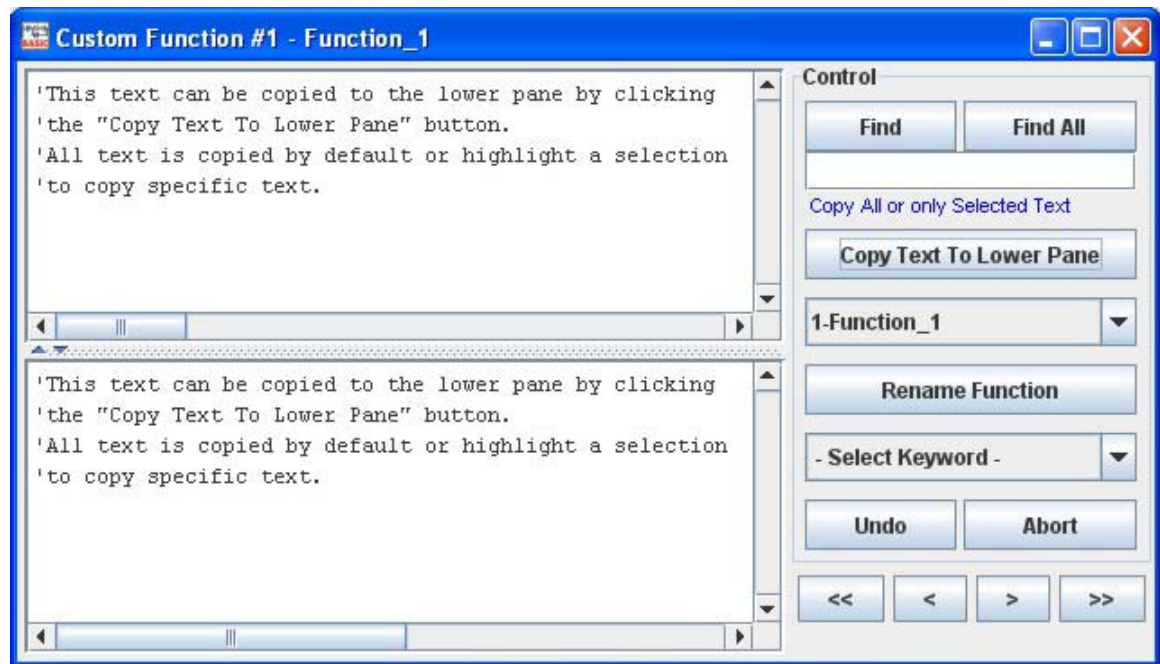 Custom Function #1 - Function_1
'This text can be copied to the lower pane by clicking
'the "Copy Text To Lower Pane" button.
'All text is copied by default or highlight a selection
'to copy specific text.
'This text can be copied to the lower pane by clicking
'the "Copy Text To Lower Pane" button.
'All text is copied by default or highlight a selection
'to copy specific text.
Control
Find Find All
Copy All or only Selected Text
Copy Text To Lower Pane
1-Function_1
Rename Function
- Select Keyword -
Undo Abort
<< < > >>